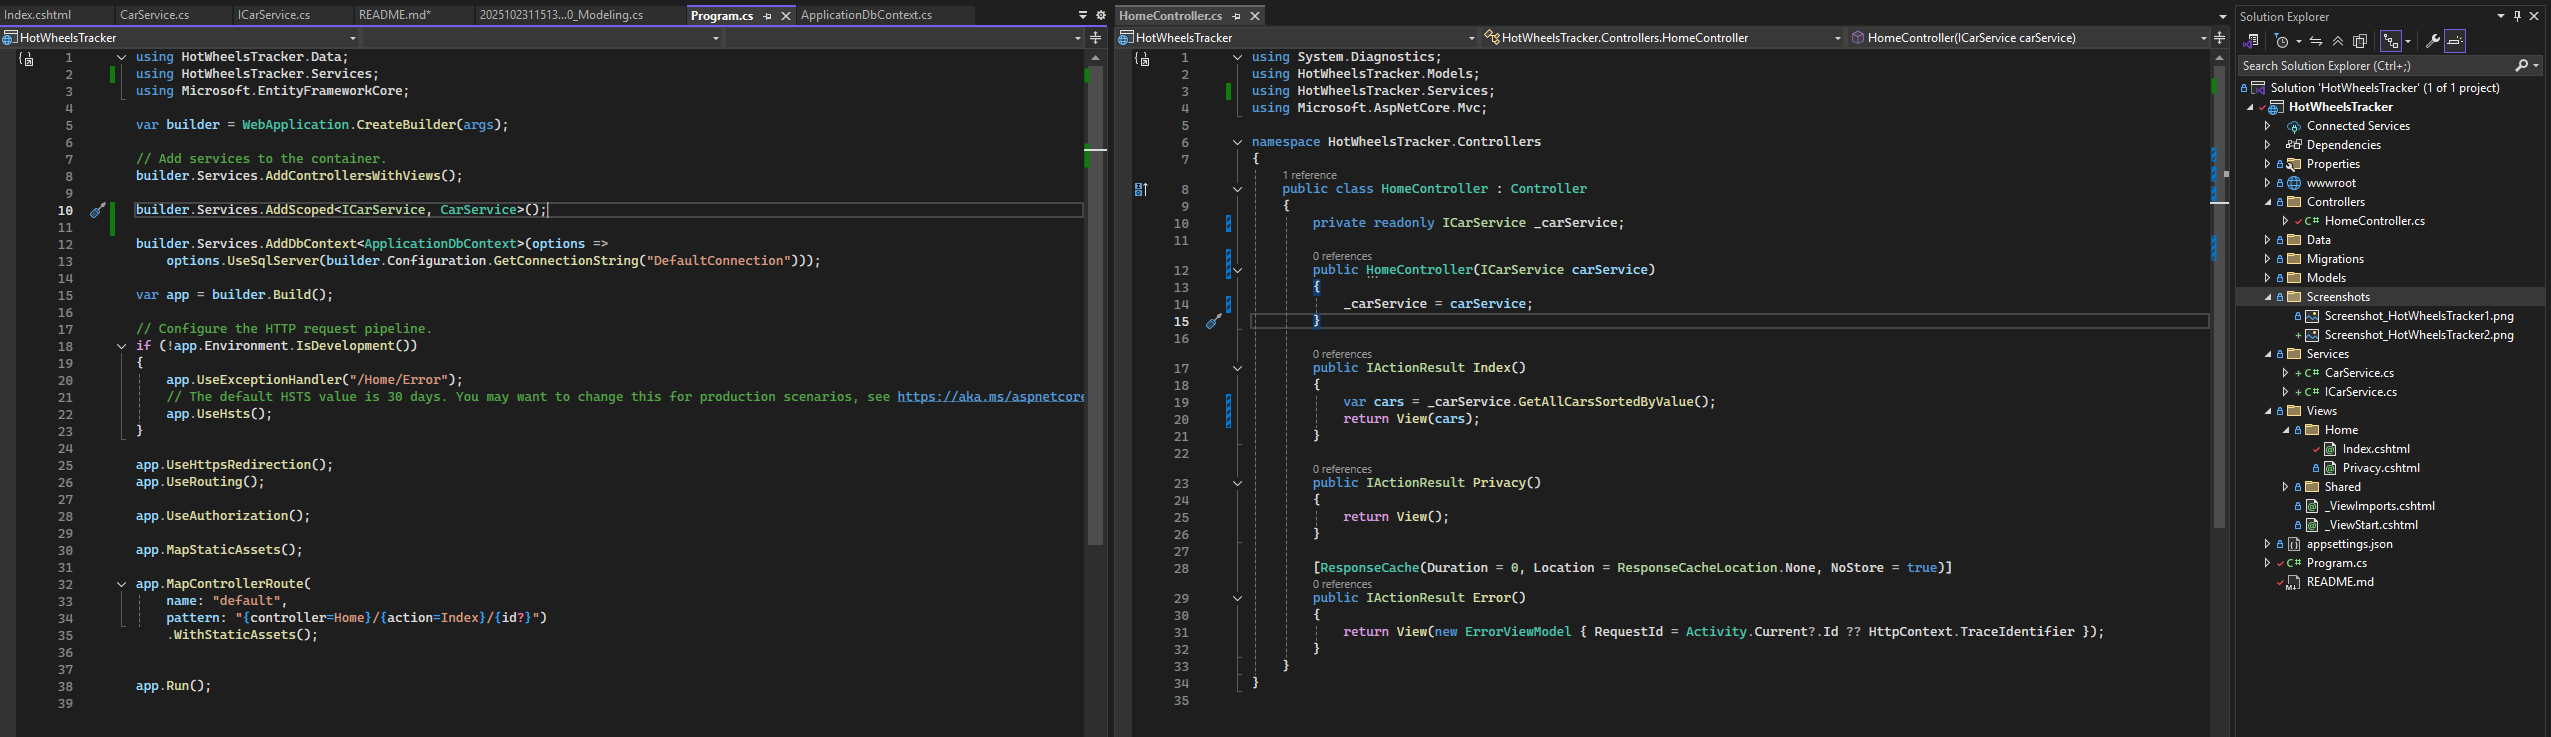 Index.cshtml CarService.cs ICarService.cs README.md* 2025102311513...0_Modeling.cs Program.cs ApplicationDbContext.cs
HotWheelsTracker
1 using HotWheelsTracker.Data;
2 using HotWheelsTracker.Services;
3 using Microsoft.EntityFrameworkCore;
4
5 var builder = WebApplication.CreateBuilder(args);
6
7 // Add services to the container.
8 builder.Services.AddControllersWithViews();
9
10 builder.Services.AddScoped<ICarService, CarService>();
11
12 builder.Services.AddDbContext<ApplicationDbContext>(options =>
13 options.UseSqlServer(builder.Configuration.GetConnectionString("DefaultConnection")));
14
15 var app = builder.Build();
16
17 // Configure the HTTP request pipeline.
18 if (!app.Environment.IsDevelopment())
19 {
20 app.UseExceptionHandler("/Home/Error");
21 // The default HSTS value is 30 days. You may want to change this for production scenarios, see https://aka.ms/aspnetcore
22 app.UseHsts();
23 }
24
25 app.UseHttpsRedirection();
26 app.UseRouting();
27
28 app.UseAuthorization();
29
30 app.MapStaticAssets();
31
32 app.MapControllerRoute(
33 name: "default",
34 pattern: "{controller=Home}/{action=Index}/{id?}")
35 .WithStaticAssets();
36
37
38 app.Run();
39
HomeController.cs
HotWheelsTracker HotWheelsTracker.Controllers.HomeController HomeController(ICarService carService)
1 using System.Diagnostics;
2 using HotWheelsTracker.Models;
3 using HotWheelsTracker.Services;
4 using Microsoft.AspNetCore.Mvc;
5
6 namespace HotWheelsTracker.Controllers
7 {
1 reference
8 public class HomeController : Controller
9 {
10 private readonly ICarService _carService;
11
0 references
12 public HomeController(ICarService carService)
13 {
14 _carService = carService;
15 }
16
0 references
17 public IActionResult Index()
18 {
19 var cars = _carService.GetAllCarsSortedByValue();
20 return View(cars);
21 }
22
0 references
23 public IActionResult Privacy()
24 {
25 return View();
26 }
27
28 [ResponseCache(Duration = 0, Location = ResponseCacheLocation.None, NoStore = true)]
0 references
29 public IActionResult Error()
30 {
31 return View(new ErrorViewModel { RequestId = Activity.Current?.Id ?? HttpContext.TraceIdentifier });
32 }
33 }
34 }
35
Solution Explorer
Search Solution Explorer (Ctrl+;)
Solution 'HotWheelsTracker' (1 of 1 project)
HotWheelsTracker
Connected Services
Dependencies
Properties
wwwroot
Controllers
C# HomeController.cs
Data
Migrations
Models
Screenshots
Screenshot_HotWheelsTracker1.png
Screenshot_HotWheelsTracker2.png
Services
C# CarService.cs
C# ICarService.cs
Views
Home
Index.cshtml
Privacy.cshtml
Shared
_ViewImports.cshtml
_ViewStart.cshtml
appsettings.json
C# Program.cs
README.md